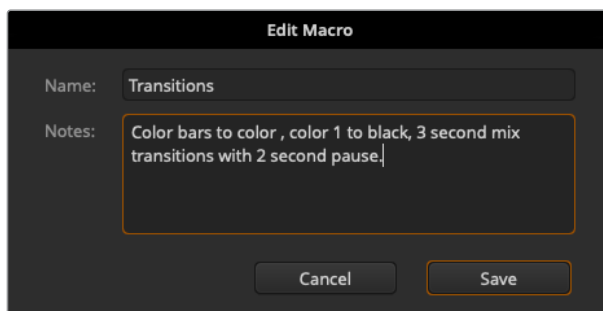 Edit Macro
Name: Transitions
Notes: Color bars to color , color 1 to black, 3 second mix
transitions with 2 second pause.
Cancel Save